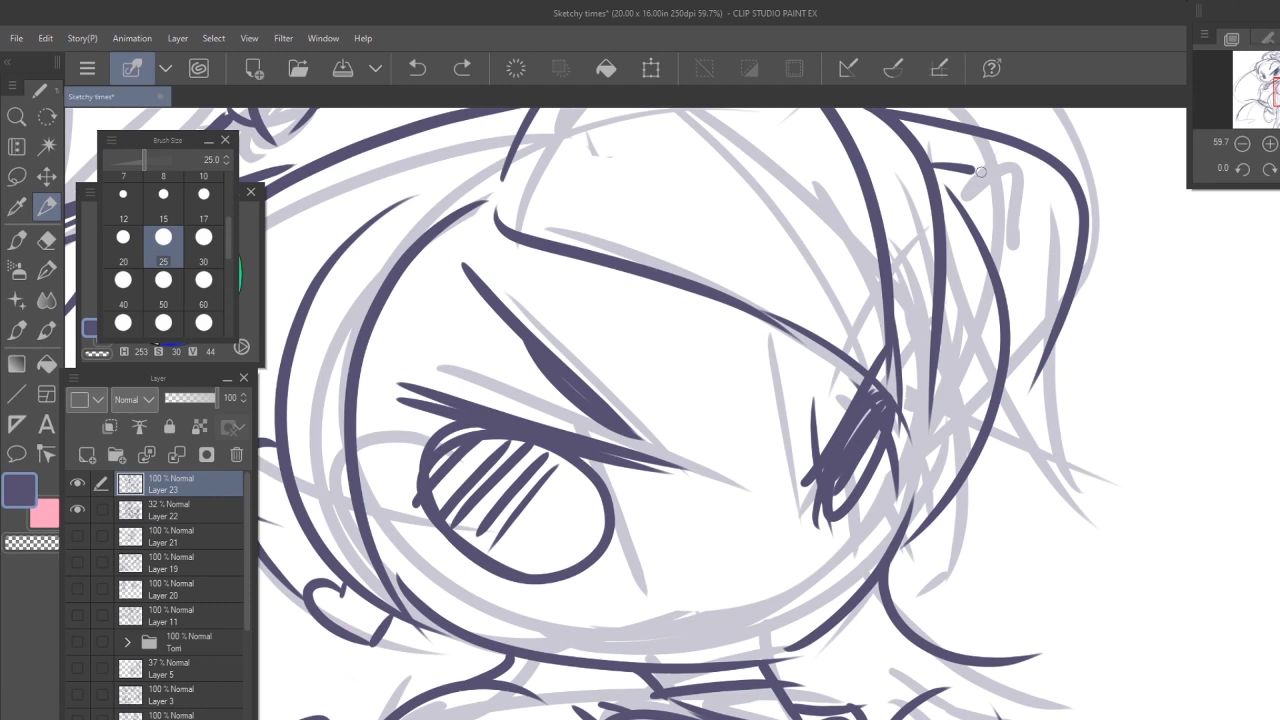 Sketchy times* (20.00 x 16.00in 250dpi 59.7%) - CLIP STUDIO PAINT EX
File Edit Story(P) Animation Layer Select View Filter Window Help
Sketchy times*
Brush Size
25.0
7 8 10
12 15 17
20 25 30
40 50 60
H 253 S 30 V 44
59.7
0.0
Layer
Normal 100
100 % Normal
Layer 23
32 % Normal
Layer 22
100 % Normal
Layer 21
100 % Normal
Layer 19
100 % Normal
Layer 20
100 % Normal
Layer 11
100 % Normal
Tom
37 % Normal
Layer 5
100 % Normal
Layer 3
100 % Normal